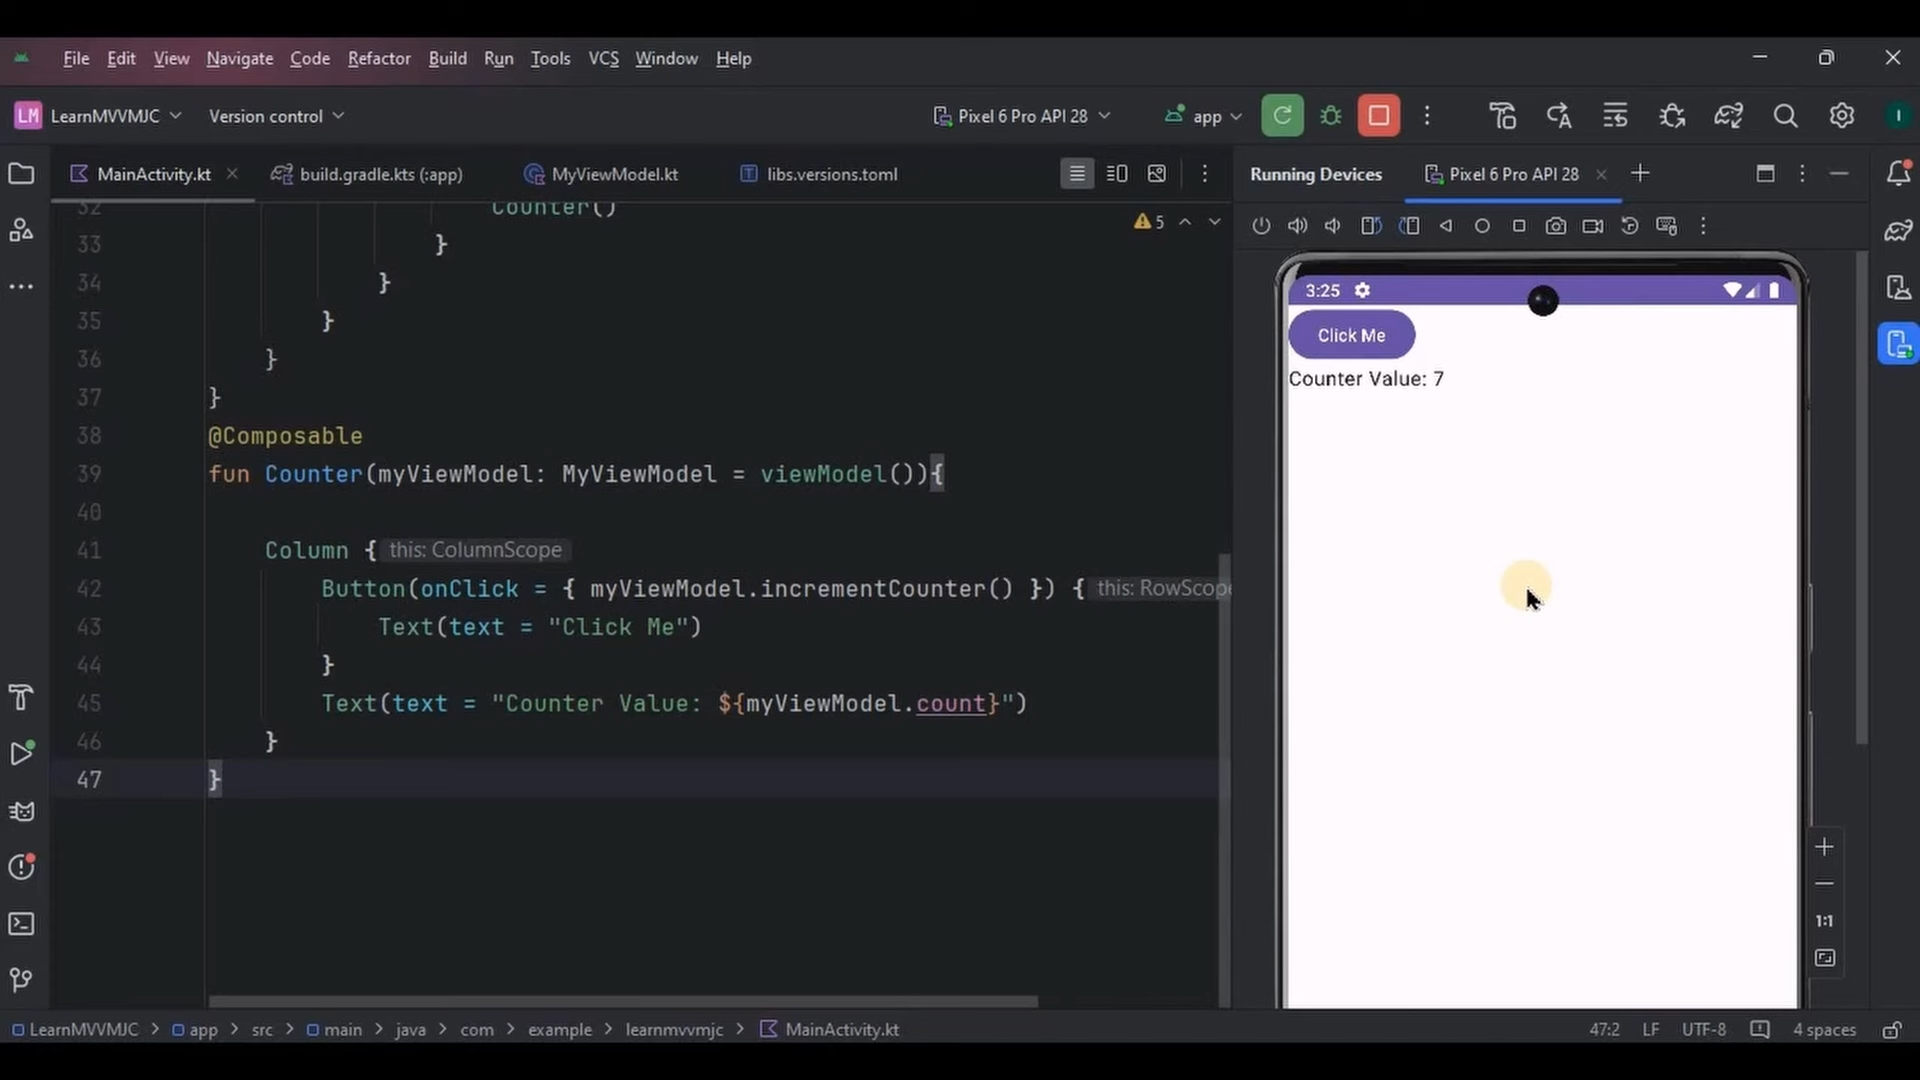 File Edit View Navigate Code Refactor Build Run Tools VCS Window Help
LM LearnMVVMJC Version control Pixel 6 Pro API 28 app I
MainActivity.kt build.gradle.kts (:app) MyViewModel.kt libs.versions.toml
Running Devices Pixel 6 Pro API 28
5
32 Counter()
33 }
34 }
35 }
36 }
37 }
38 @Composable
39 fun Counter(myViewModel: MyViewModel = viewModel()){
40
41 Column { this: ColumnScope
42 Button(onClick = { myViewModel.incrementCounter() }) { this: RowScope
43 Text(text = "Click Me")
44 }
45 Text(text = "Counter Value: ${myViewModel.count}")
46 }
47 }
3:25
Click Me
Counter Value: 7
1:1
LearnMVVMJC > app > src > main > java > com > example > learnmvvmjc > MainActivity.kt
47:2 LF UTF-8 4 spaces